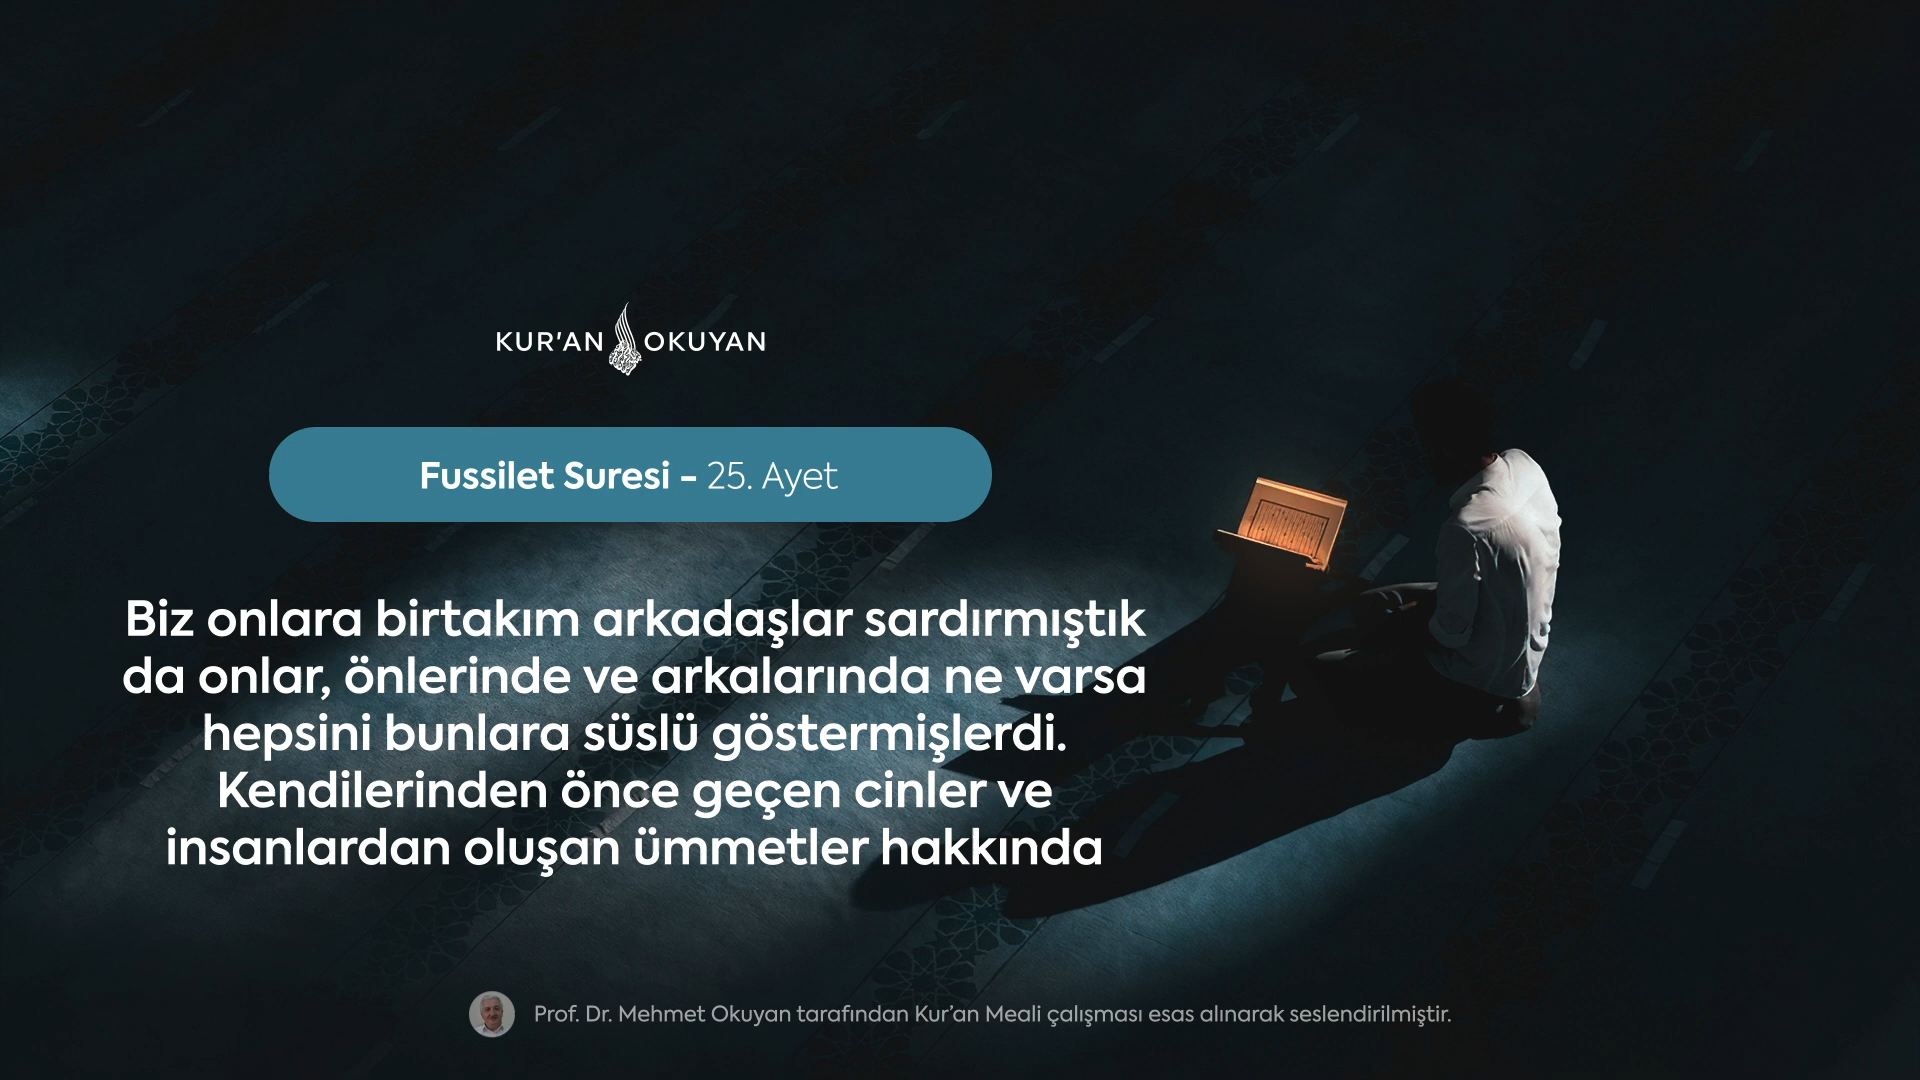 KUR'AN OKUYAN
Fussilet Suresi - 25. Ayet
Biz onlara birtakım arkadaşlar sardırmıştık
da onlar, önlerinde ve arkalarında ne varsa
hepsini bunlara süslü göstermişlerdi.
Kendilerinden önce geçen cinler ve
insanlardan oluşan ümmetler hakkında
Prof. Dr. Mehmet Okuyan tarafından Kur’an Meali çalışması esas alınarak seslendirilmiştir.